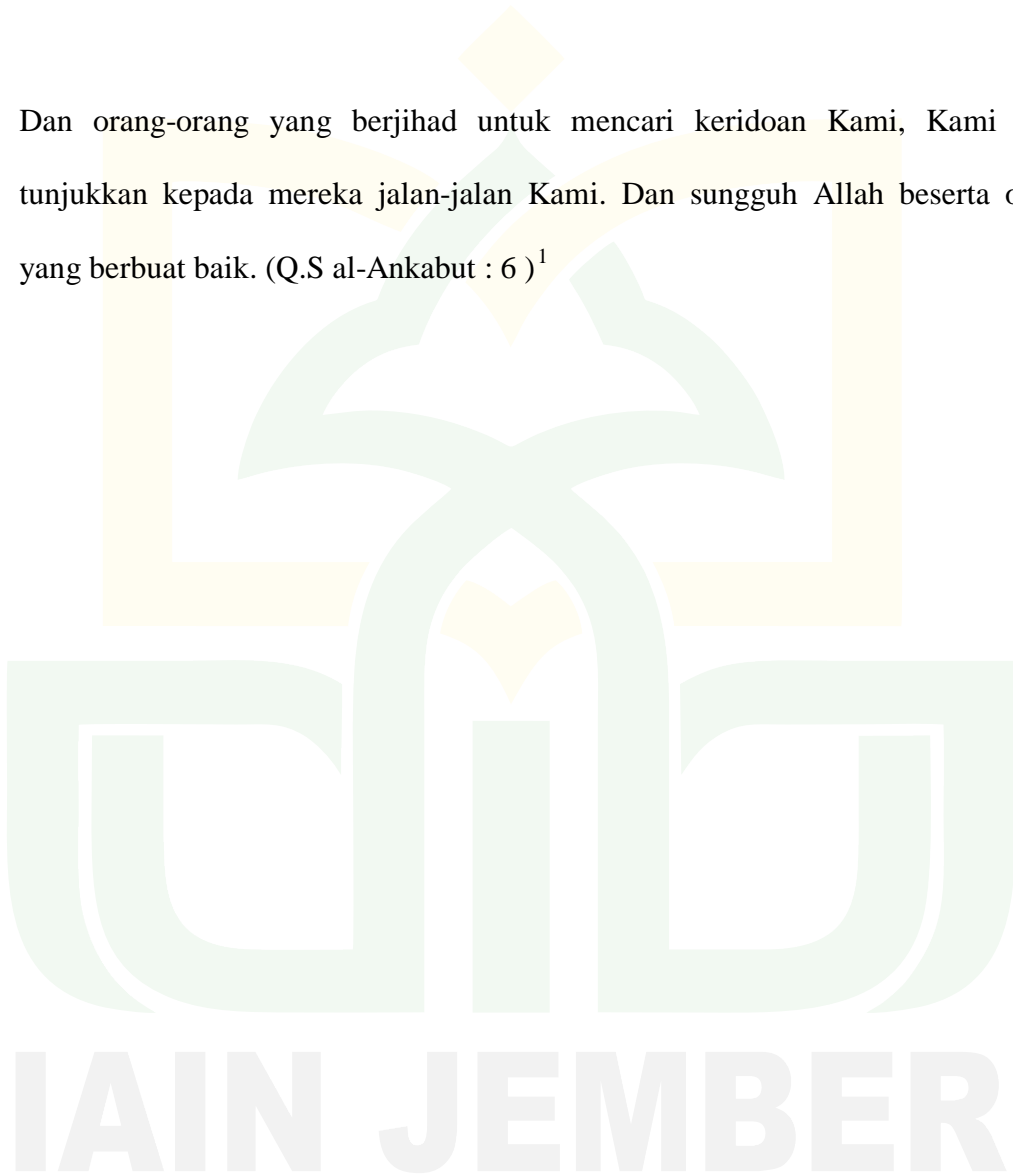 Dan orang-orang yang berjihad untuk mencari keridoan Kami, Kami
tunjukkan kepada mereka jalan-jalan Kami. Dan sungguh Allah beserta
yang berbuat baik. (Q.S al-Ankabut : 6 )¹
IAIN JEMBER